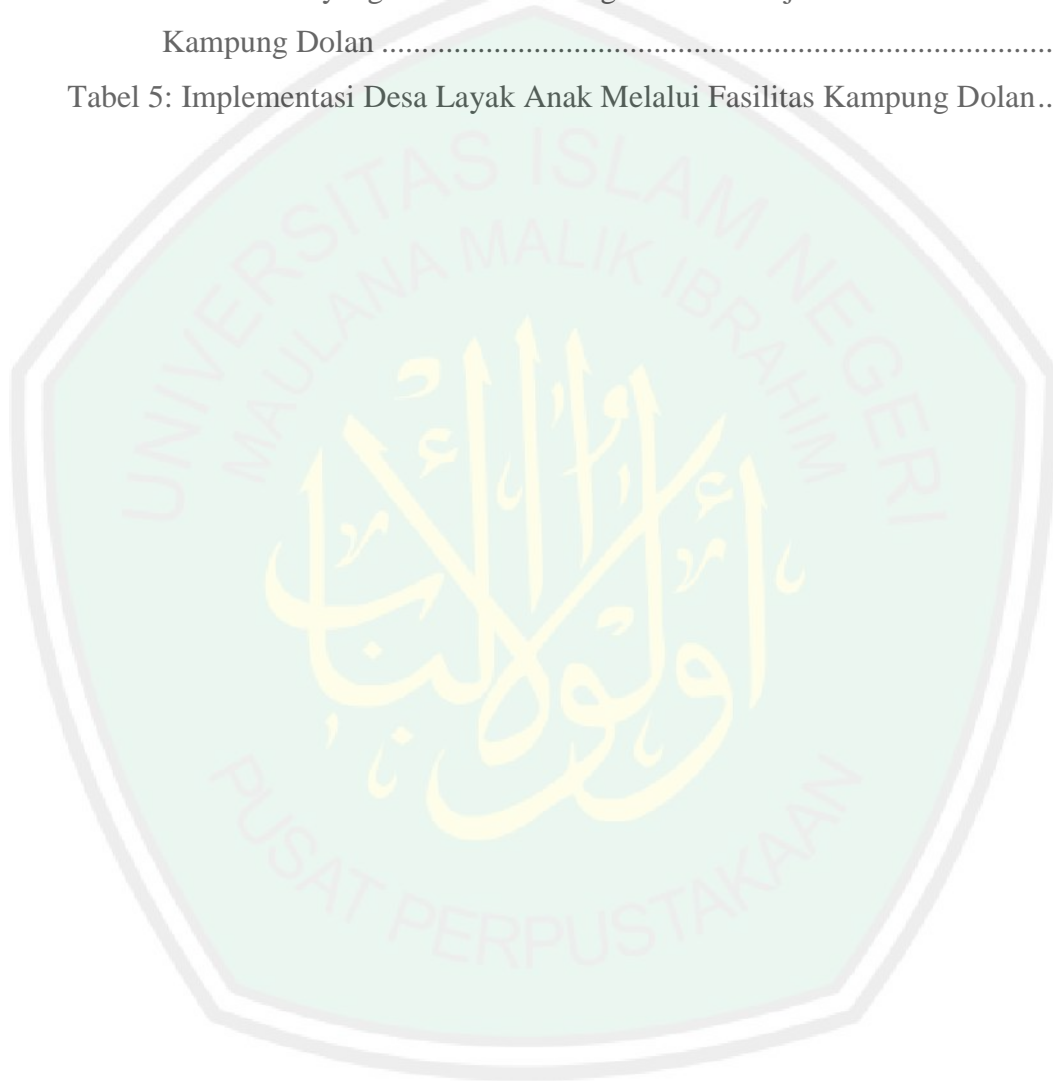 Kampung Dolan ....................................................................................
Tabel 5: Implementasi Desa Layak Anak Melalui Fasilitas Kampung Dolan..
UNIVERSITAS ISLAM NEGERI
MAULANA MALIK IBRAHIM
أولوا الألباب
PUSAT PERPUSTAKAAN